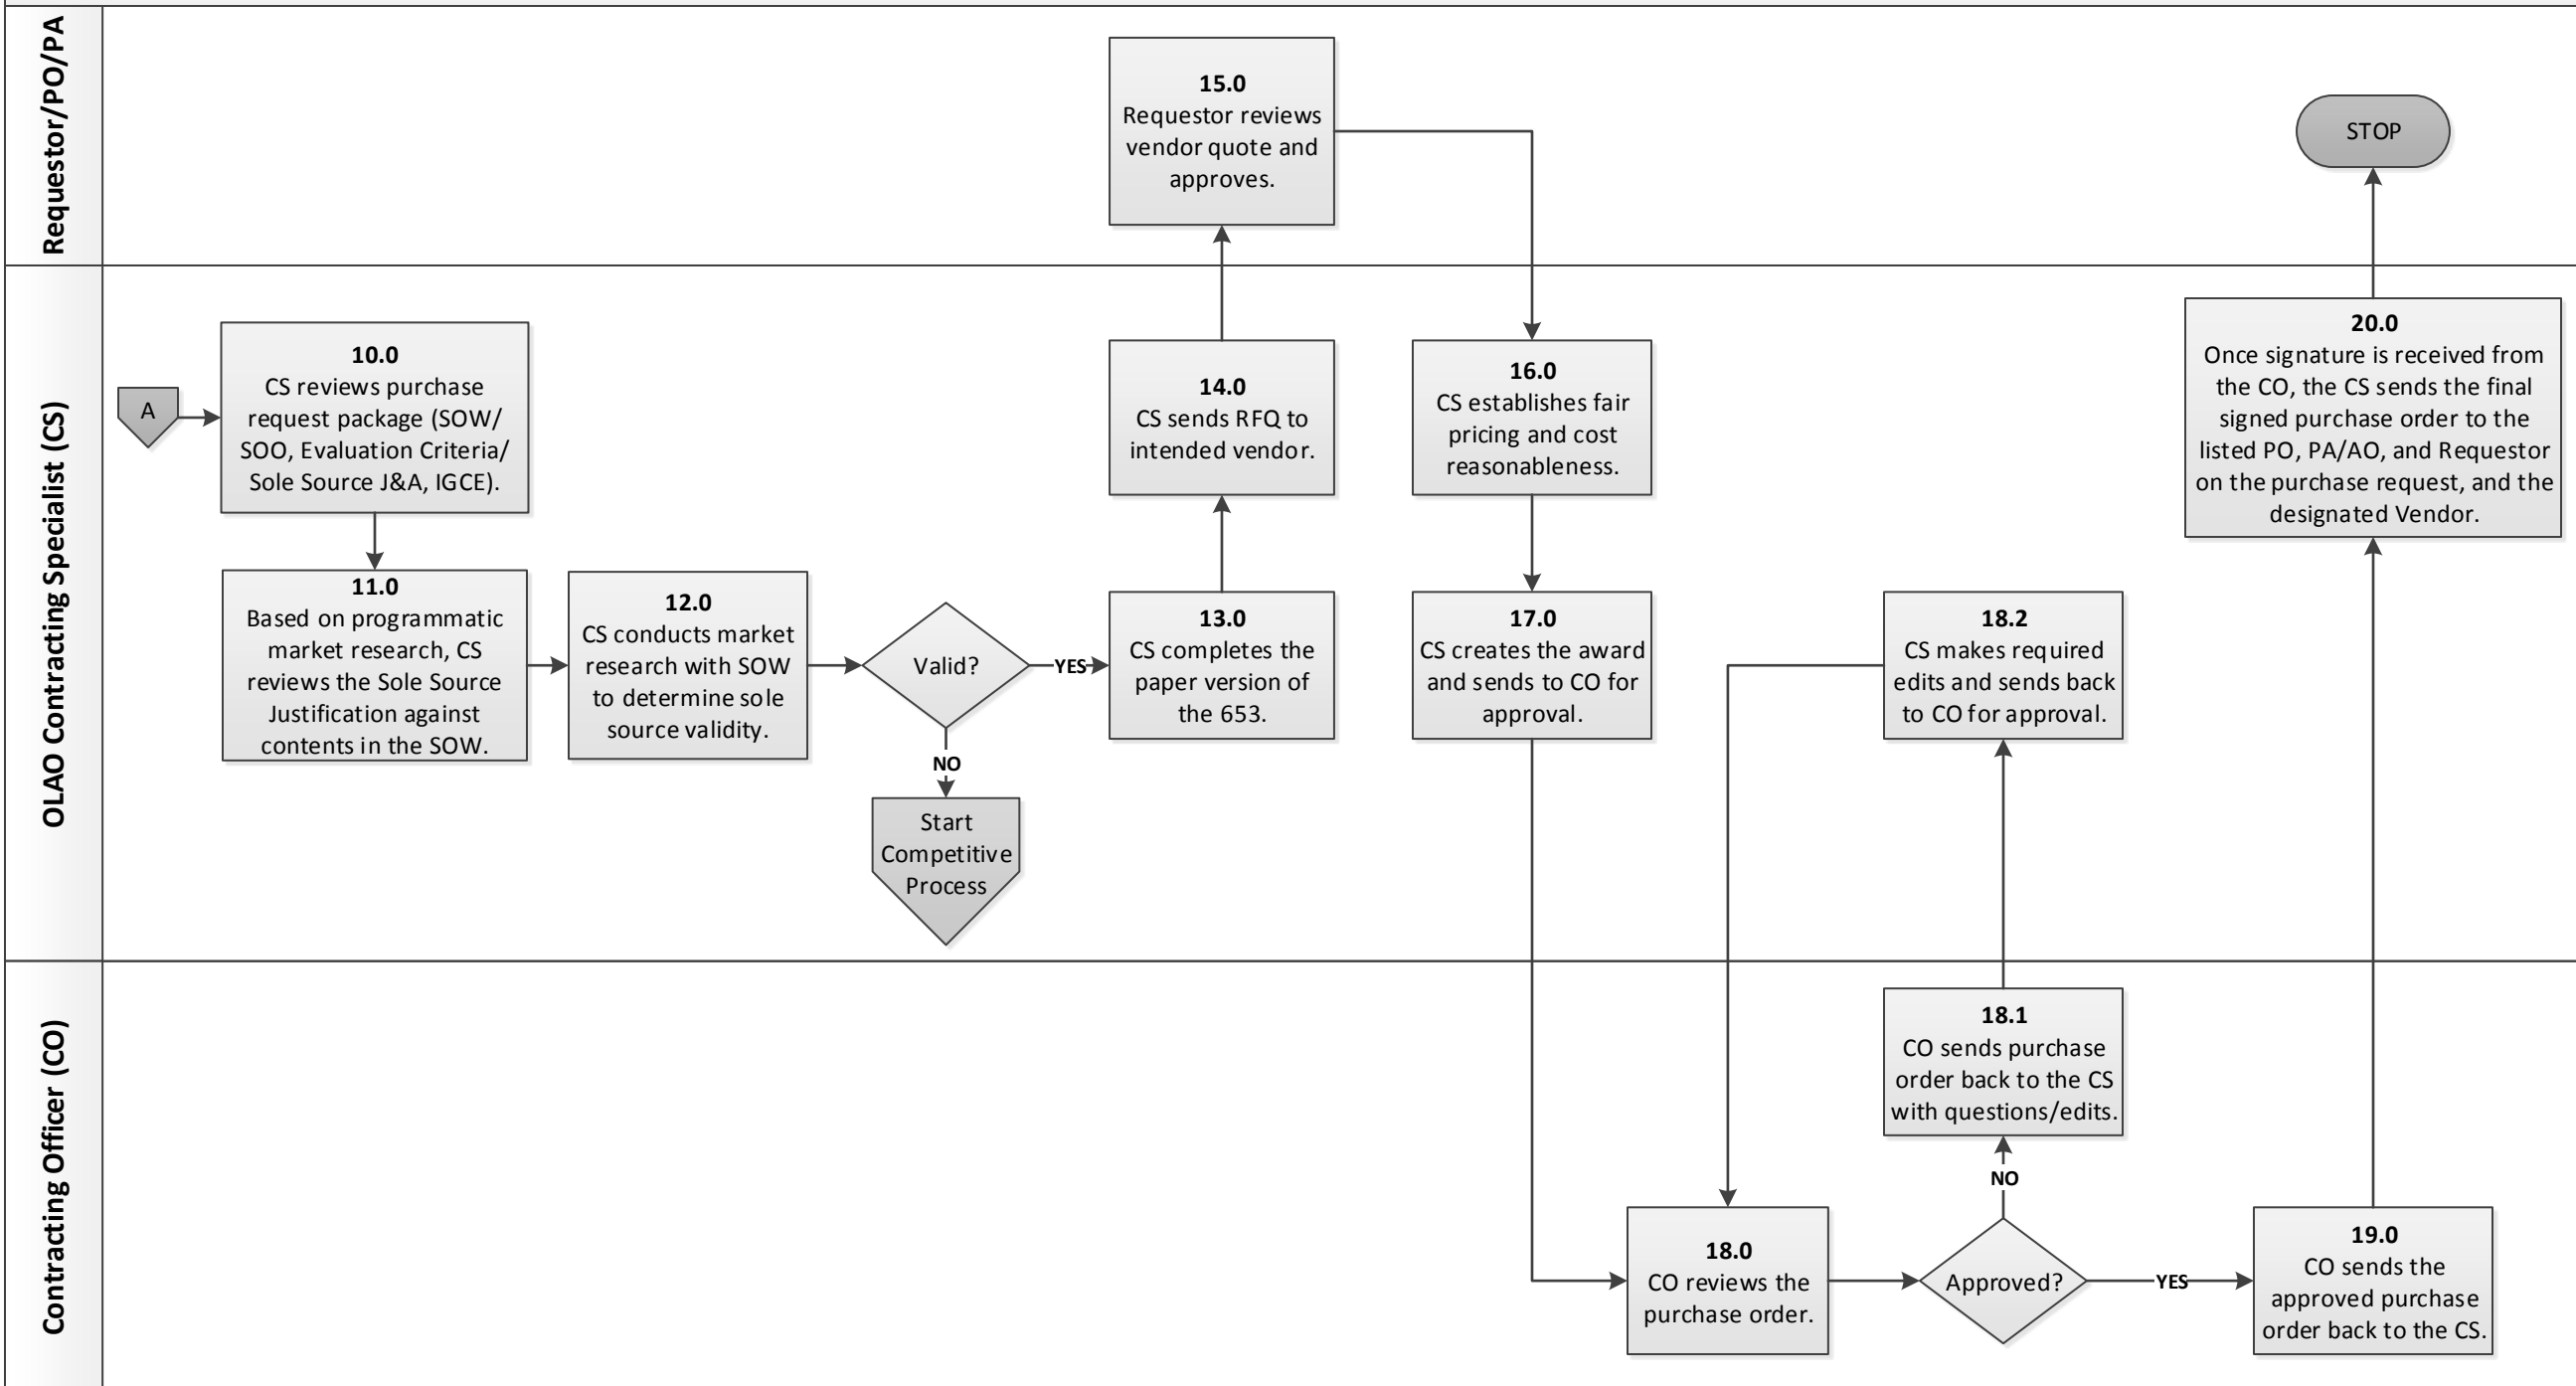 Requestor/PO/PA
15.0
Requestor reviews
vendor quote and
approves.
STOP
OLAO Contracting Specialist (CS)
A
10.0
CS reviews purchase
request package (SOW/
SOO, Evaluation Criteria/
Sole Source J&A, IGCE).
11.0
Based on programmatic
market research, CS
reviews the Sole Source
Justification against
contents in the SOW.
12.0
CS conducts market
research with SOW
to determine sole
source validity.
Valid?
YES
NO
Start
Competitive
Process
13.0
CS completes the
paper version of
the 653.
14.0
CS sends RFQ to
intended vendor.
16.0
CS establishes fair
pricing and cost
reasonableness.
17.0
CS creates the award
and sends to CO for
approval.
18.2
CS makes required
edits and sends back
to CO for approval.
20.0
Once signature is received from
the CO, the CS sends the final
signed purchase order to the
listed PO, PA/AO, and Requestor
on the purchase request, and the
designated Vendor.
Contracting Officer (CO)
18.0
CO reviews the
purchase order.
Approved?
NO
18.1
CO sends purchase
order back to the CS
with questions/edits.
YES
19.0
CO sends the
approved purchase
order back to the CS.